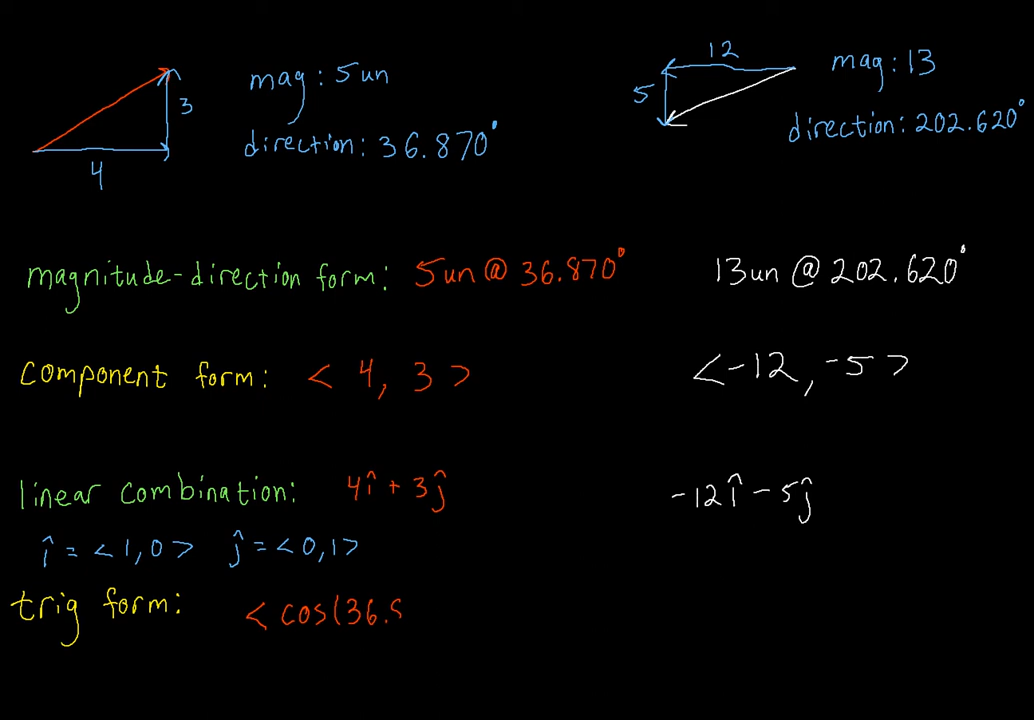 mag: 5un
3
direction: 36.870°
4
12
mag: 13
5
direction: 202.620°
magnitude-direction form: 5un @ 36.870° 13un @ 202.620°
component form: < 4, 3 > <-12, -5>
linear combination: 4î + 3ĵ -12î - 5ĵ
î = <1,0> ĵ = <0,1>
trig form: < cos(36.